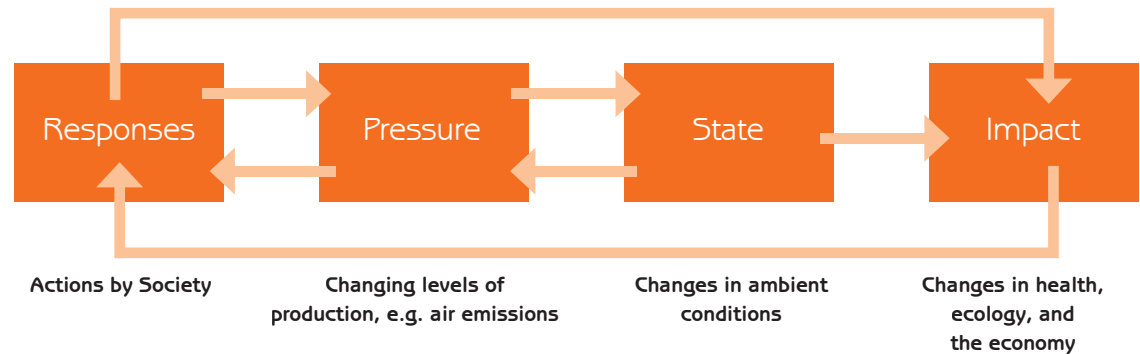 Responses
Pressure
State
Impact
Actions by Society
Changing levels of
production, e.g. air emissions
Changes in ambient
conditions
Changes in health,
ecology, and
the economy